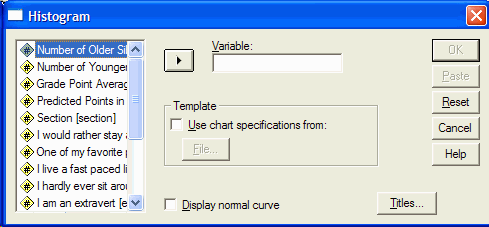 Histogram
Number of Older Si
Number of Younger
Grade Point Averag
Predicted Points in
Section [section]
I would rather stay a
One of my favorite p
I live a fast paced li
I hardly ever sit arou
I am an extravert [e
Variable:
Template
Use chart specifications from:
File...
Display normal curve
Titles...
OK
Paste
Reset
Cancel
Help